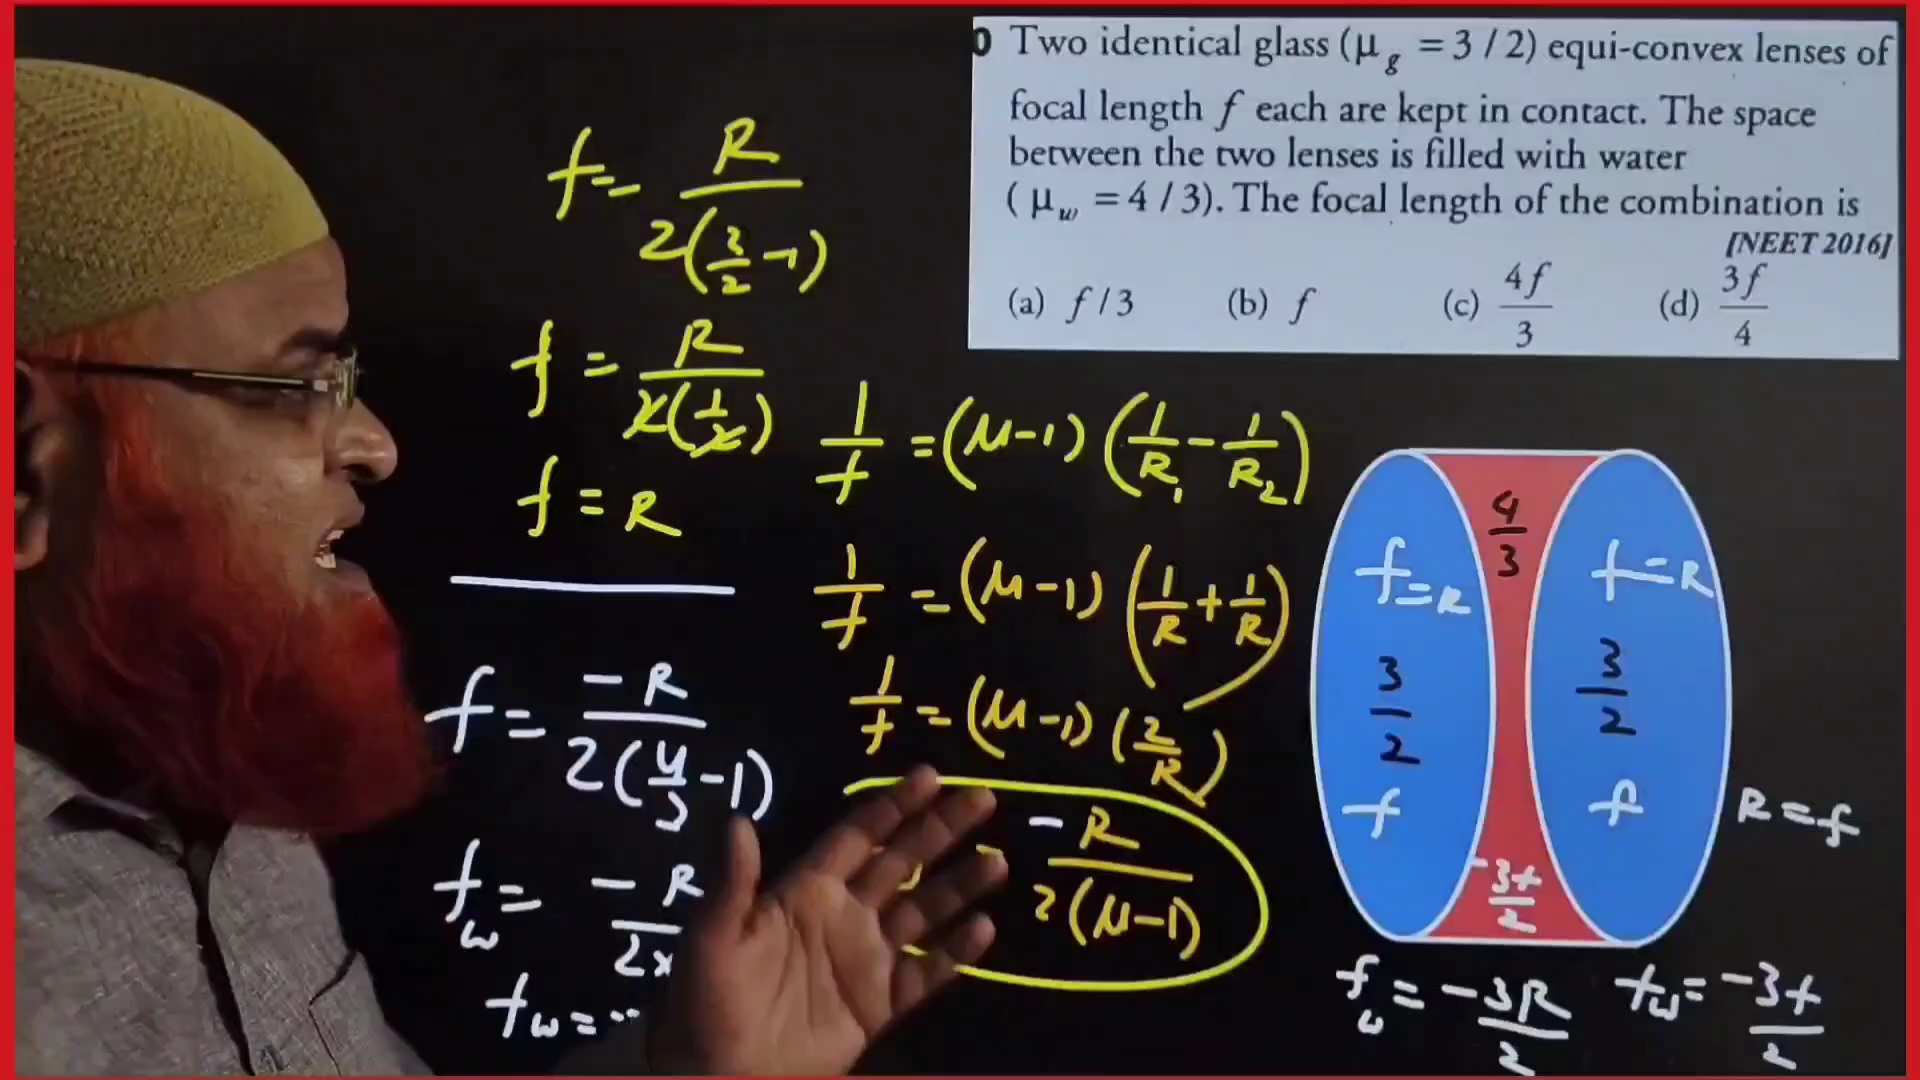 Two identical glass (μg = 3 / 2) equi-convex lenses of
focal length f each are kept in contact. The space
between the two lenses is filled with water
( μw = 4 / 3). The focal length of the combination is
[NEET 2016]
(a) f / 3 (b) f (c) 4f/3 (d) 3f/4
f = R/2(3/2 - 1)
f = R/2(1/2)
f = R
1/f = (μ-1) (1/R1 - 1/R2)
1/f = (μ-1) (1/R + 1/R)
1/f = (μ-1) (2/R)
-R/2(μ-1)
f = -R/2(4/3 - 1)
fw = -R/2x
fw = -
4/3
f = R
3/2
f
f = R
3/2
f
-3f/2
R = f
fw = -3R/2
fw = -3f/2